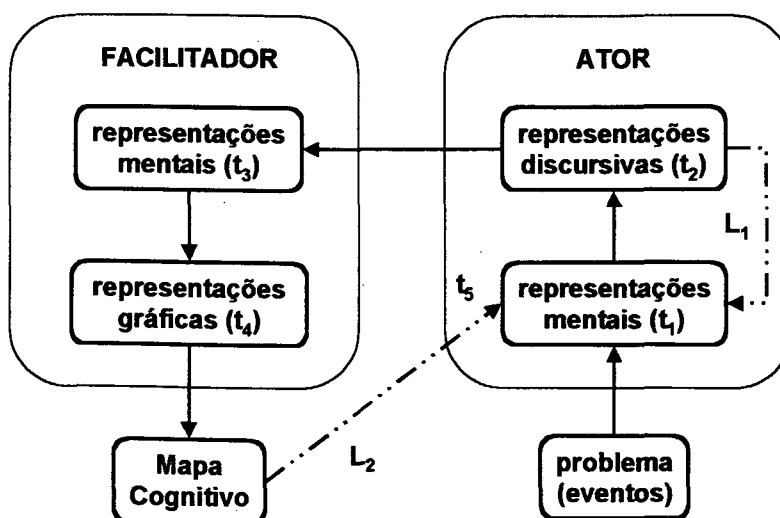 FACILITADOR
representações
mentais (t3)
representações
gráficas (t4)
Mapa
Cognitivo
ATOR
representações
discursivas (t2)
L1
t5
representações
mentais (t1)
L2
problema
(eventos)